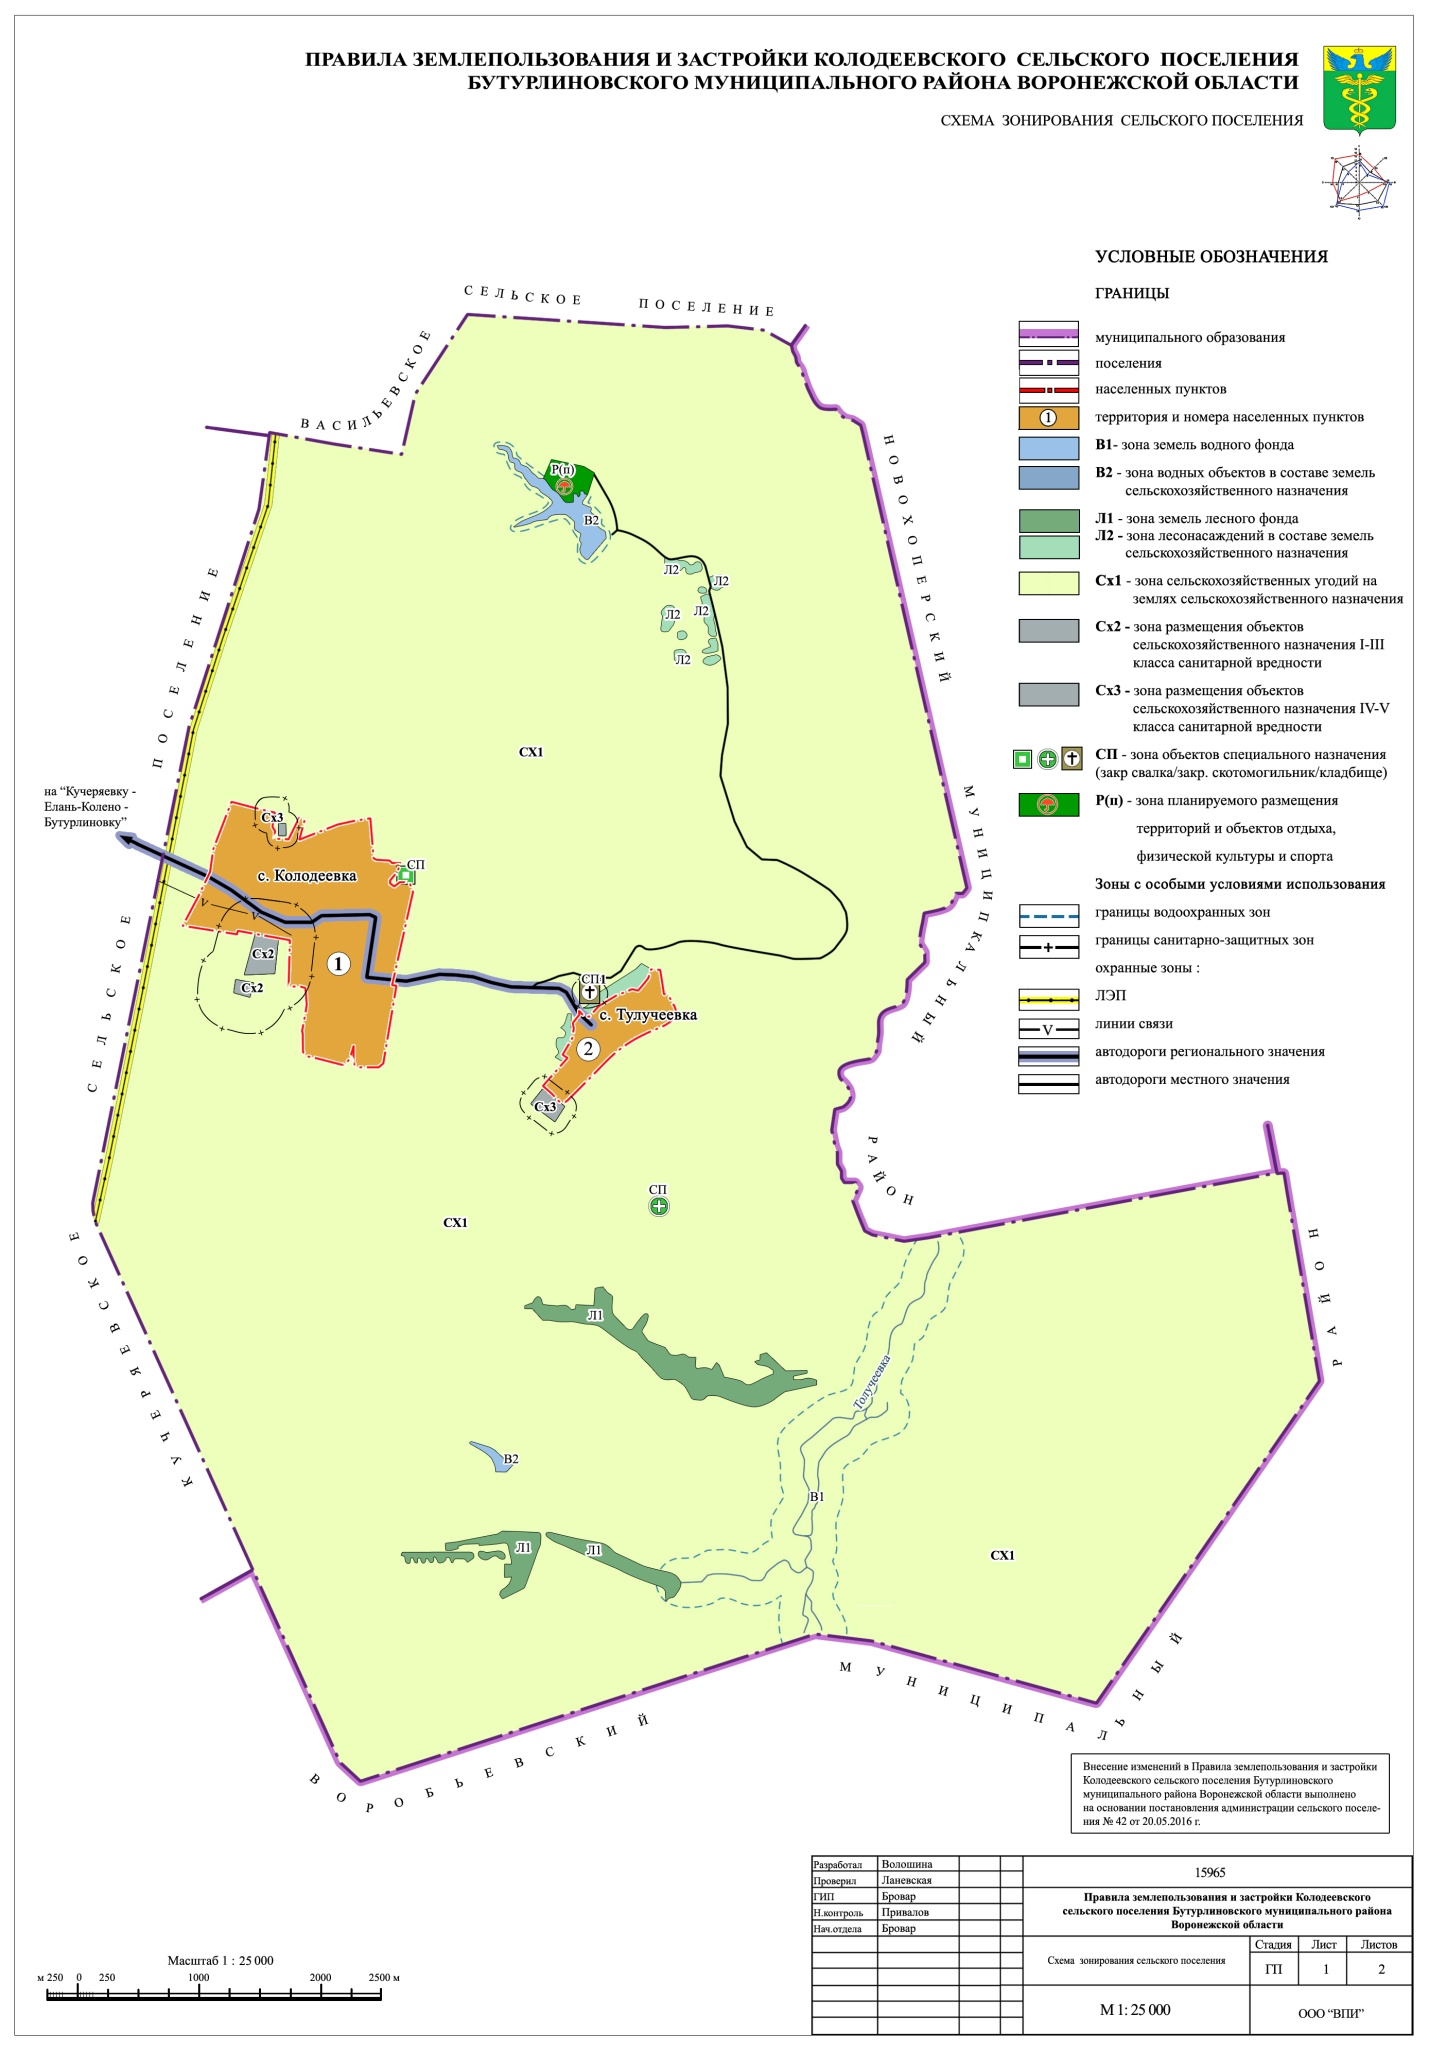 ПРАВИЛА ЗЕМЛЕПОЛЬЗОВАНИЯ И ЗАСТРОЙКИ КОЛОДЕЕВСКОГО СЕЛЬСКОГО ПОСЕЛЕНИЯ
БУТУРЛИНОВСКОГО МУНИЦИПАЛЬНОГО РАЙОНА ВОРОНЕЖСКОЙ ОБЛАСТИ
СХЕМА ЗОНИРОВАНИЯ СЕЛЬСКОГО ПОСЕЛЕНИЯ
УСЛОВНЫЕ ОБОЗНАЧЕНИЯ
ГРАНИЦЫ
муниципального образования
поселения
населенных пунктов
1 территория и номера населенных пунктов
В1- зона земель водного фонда
В2 - зона водных объектов в составе земель
сельскохозяйственного назначения
Л1 - зона земель лесного фонда
Л2 - зона лесонасаждений в составе земель
сельскохозяйственного назначения
Сх1 - зона сельскохозяйственных угодий на
землях сельскохозяйственного назначения
Сх2 - зона размещения объектов
сельскохозяйственного назначения I-III
класса санитарной вредности
Сх3 - зона размещения объектов
сельскохозяйственного назначения IV-V
класса санитарной вредности
СП - зона объектов специального назначения
(закр свалка/закр. скотомогильник/кладбище)
Р(п) - зона планируемого размещения
территорий и объектов отдыха,
физической культуры и спорта
Зоны с особыми условиями использования
границы водоохранных зон
границы санитарно-защитных зон
охранные зоны :
ЛЭП
V линии связи
автодороги регионального значения
автодороги местного значения
ВАСИЛЬЕВСКОЕ
СЕЛЬСКОЕ ПОСЕЛЕНИЕ
НОВОХОПЕРСКИЙ
МУНИЦИПКАЛЬНЫЙ
РАЙОН
СЕЛЬСКОЕ ПОСЕЛЕНИЕ
КУЧЕРЯЕВСКОЕ
ВОРОБЬЕВСКИЙ
МУНИЦИПАЛЬНЫЙ
РАЙОН
Р(п)
В2
Л2
Л2
Л2
Л2
Л2
СХ1
на “Кучеряевку -
Елань-Колено -
Бутурлиновку”
Сх3
с. Колодеевка
СП
V
V
Сх2
1
Сх2
СП1
с. Тулучеевка
2
Сх3
СП
СХ1
Л1
Толучеевка
В2
В1
Л1
Л1
СХ1
Внесение изменений в Правила землепользования и застройки
Колодеевского сельского поселения Бутурлиновского
муниципального района Воронежской области выполнено
на основании постановления администрации сельского поселе-
ния № 42 от 20.05.2016 г.
Разработал Волошина
Проверил Ланевская
ГИП Бровар
Н.контроль Привалов
Нач.отдела Бровар
15965
Правила землепользования и застройки Колодеевского
сельского поселения Бутурлиновского муниципального района
Воронежской области
Схема зонирования сельского поселения
Стадия Лист Листов
ГП 1 2
М 1: 25 000
ООО “ВПИ”
Масштаб 1 : 25 000
м 250 0 250 1000 2000 2500 м